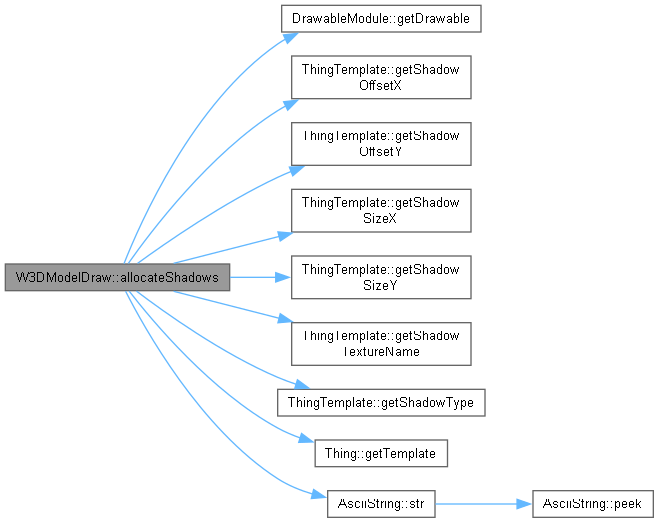 DrawableModule::getDrawable
ThingTemplate::getShadow
OffsetX
ThingTemplate::getShadow
OffsetY
ThingTemplate::getShadow
SizeX
W3DModelDraw::allocateShadows
ThingTemplate::getShadow
SizeY
ThingTemplate::getShadow
TextureName
ThingTemplate::getShadowType
Thing::getTemplate
AsciiString::str
AsciiString::peek